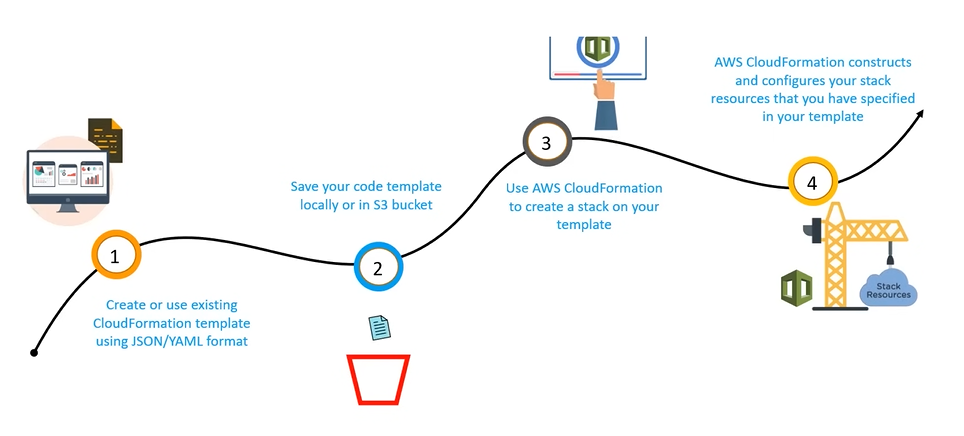 1
Create or use existing
CloudFormation template
using JSON/YAML format
Save your code template
locally or in S3 bucket
2
3
Use AWS CloudFormation
to create a stack on your
template
AWS CloudFormation constructs
and configures your stack
resources that you have specified
in your template
4
Stack
Resources